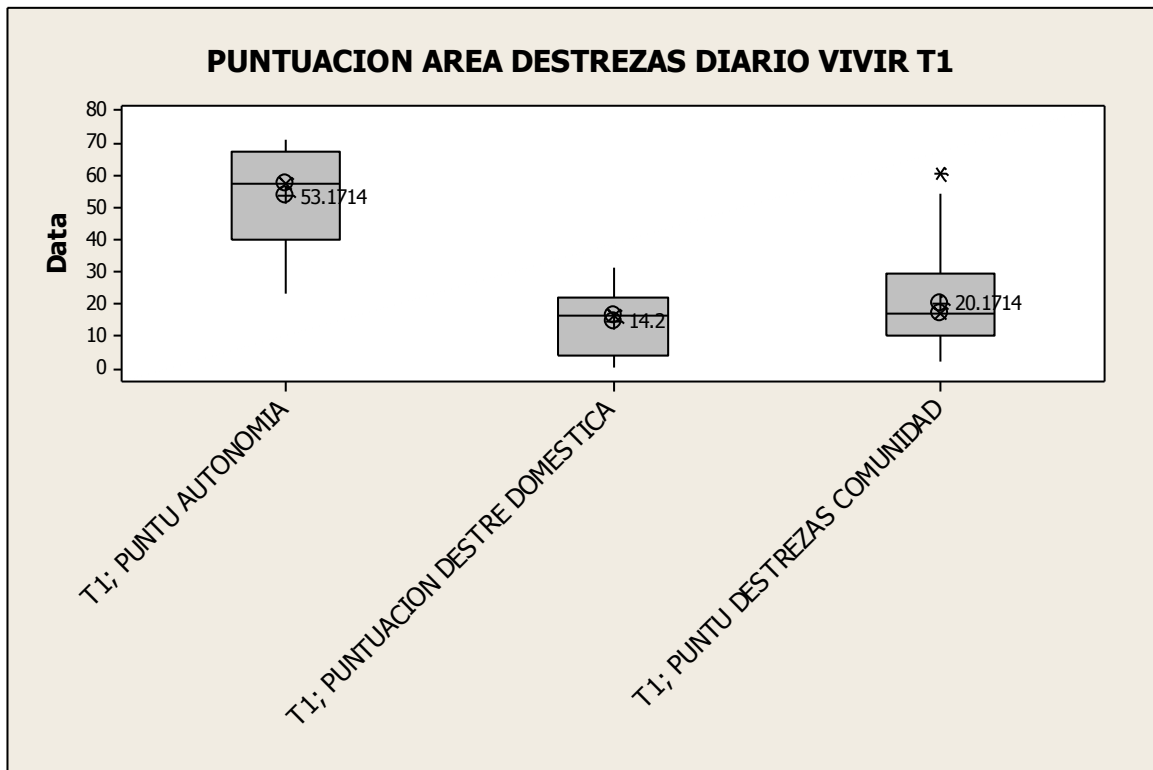 PUNTUACION AREA DESTREZAS DIARIO VIVIR T1
80
70
60
50
40
30
20
10
0
Data
53.1714
14.2
20.1714
T1; PUNTU AUTONOMIA
T1; PUNTUACION DESTRE DOMESTICA
T1; PUNTU DESTREZAS COMUNIDAD